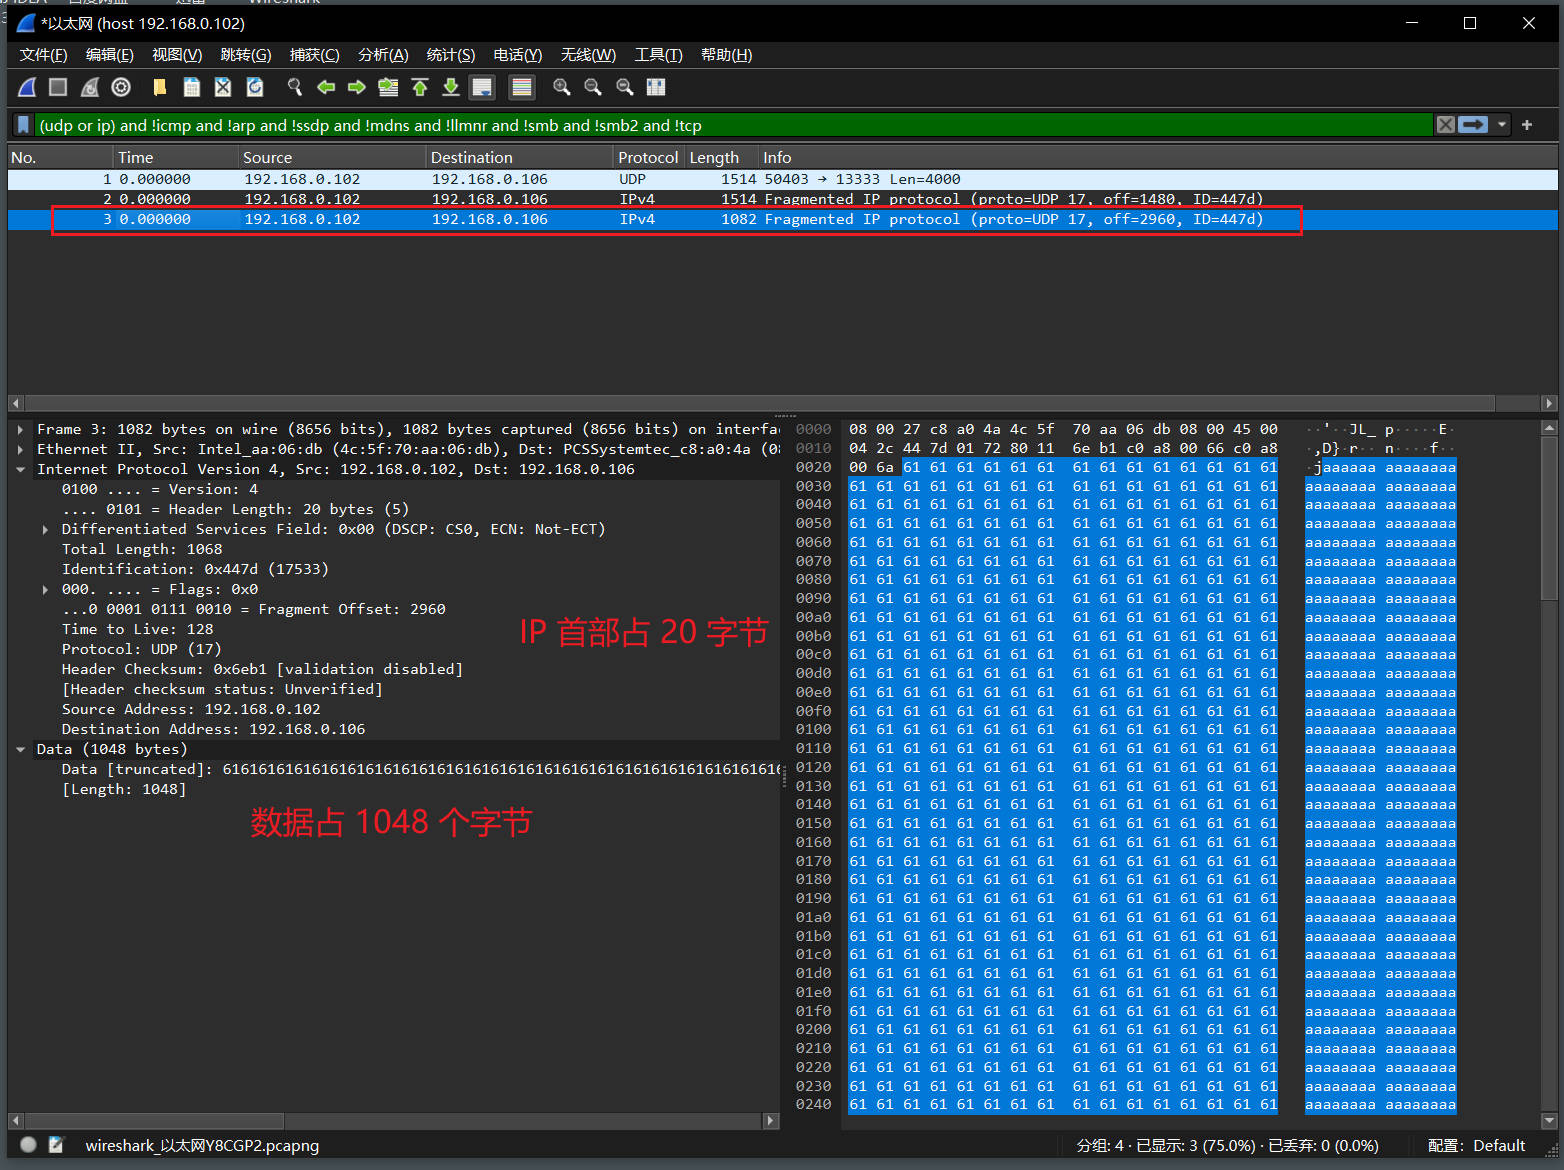 *以太网 (host 192.168.0.102)
文件(F) 编辑(E) 视图(V) 跳转(G) 捕获(C) 分析(A) 统计(S) 电话(Y) 无线(W) 工具(T) 帮助(H)
(udp or ip) and !icmp and !arp and !ssdp and !mdns and !llmnr and !smb and !smb2 and !tcp
No. Time Source Destination Protocol Length Info
1 0.000000 192.168.0.102 192.168.0.106 UDP 1514 50403 → 13333 Len=4000
2 0.000000 192.168.0.102 192.168.0.106 IPv4 1514 Fragmented IP protocol (proto=UDP 17, off=1480, ID=447d)
3 0.000000 192.168.0.102 192.168.0.106 IPv4 1082 Fragmented IP protocol (proto=UDP 17, off=2960, ID=447d)
Frame 3: 1082 bytes on wire (8656 bits), 1082 bytes captured (8656 bits) on interfa
Ethernet II, Src: Intel_aa:06:db (4c:5f:70:aa:06:db), Dst: PCSSystemtec_c8:a0:4a (08
Internet Protocol Version 4, Src: 192.168.0.102, Dst: 192.168.0.106
0100 .... = Version: 4
.... 0101 = Header Length: 20 bytes (5)
Differentiated Services Field: 0x00 (DSCP: CS0, ECN: Not-ECT)
Total Length: 1068
Identification: 0x447d (17533)
000. .... = Flags: 0x0
...0 0001 0111 0010 = Fragment Offset: 2960
Time to Live: 128
Protocol: UDP (17)
Header Checksum: 0x6eb1 [validation disabled]
[Header checksum status: Unverified]
Source Address: 192.168.0.102
Destination Address: 192.168.0.106
IP 首部占 20 字节
Data (1048 bytes)
Data [truncated]: 616161616161616161616161616161616161616161616161616161616161616
[Length: 1048]
数据占 1048 个字节
0000 08 00 27 c8 a0 4a 4c 5f 70 aa 06 db 08 00 45 00 ··'··JL_ p·····E·
0010 04 2c 44 7d 01 72 80 11 6e b1 c0 a8 00 66 c0 a8 ·,D}·r·· n····f··
0020 00 6a 61 61 61 61 61 61 61 61 61 61 61 61 61 61 ·jaaaaaa aaaaaaaa
0030 61 61 61 61 61 61 61 61 61 61 61 61 61 61 61 61 aaaaaaaa aaaaaaaa
0040 61 61 61 61 61 61 61 61 61 61 61 61 61 61 61 61 aaaaaaaa aaaaaaaa
0050 61 61 61 61 61 61 61 61 61 61 61 61 61 61 61 61 aaaaaaaa aaaaaaaa
0060 61 61 61 61 61 61 61 61 61 61 61 61 61 61 61 61 aaaaaaaa aaaaaaaa
0070 61 61 61 61 61 61 61 61 61 61 61 61 61 61 61 61 aaaaaaaa aaaaaaaa
0080 61 61 61 61 61 61 61 61 61 61 61 61 61 61 61 61 aaaaaaaa aaaaaaaa
0090 61 61 61 61 61 61 61 61 61 61 61 61 61 61 61 61 aaaaaaaa aaaaaaaa
00a0 61 61 61 61 61 61 61 61 61 61 61 61 61 61 61 61 aaaaaaaa aaaaaaaa
00b0 61 61 61 61 61 61 61 61 61 61 61 61 61 61 61 61 aaaaaaaa aaaaaaaa
00c0 61 61 61 61 61 61 61 61 61 61 61 61 61 61 61 61 aaaaaaaa aaaaaaaa
00d0 61 61 61 61 61 61 61 61 61 61 61 61 61 61 61 61 aaaaaaaa aaaaaaaa
00e0 61 61 61 61 61 61 61 61 61 61 61 61 61 61 61 61 aaaaaaaa aaaaaaaa
00f0 61 61 61 61 61 61 61 61 61 61 61 61 61 61 61 61 aaaaaaaa aaaaaaaa
0100 61 61 61 61 61 61 61 61 61 61 61 61 61 61 61 61 aaaaaaaa aaaaaaaa
0110 61 61 61 61 61 61 61 61 61 61 61 61 61 61 61 61 aaaaaaaa aaaaaaaa
0120 61 61 61 61 61 61 61 61 61 61 61 61 61 61 61 61 aaaaaaaa aaaaaaaa
0130 61 61 61 61 61 61 61 61 61 61 61 61 61 61 61 61 aaaaaaaa aaaaaaaa
0140 61 61 61 61 61 61 61 61 61 61 61 61 61 61 61 61 aaaaaaaa aaaaaaaa
0150 61 61 61 61 61 61 61 61 61 61 61 61 61 61 61 61 aaaaaaaa aaaaaaaa
0160 61 61 61 61 61 61 61 61 61 61 61 61 61 61 61 61 aaaaaaaa aaaaaaaa
0170 61 61 61 61 61 61 61 61 61 61 61 61 61 61 61 61 aaaaaaaa aaaaaaaa
0180 61 61 61 61 61 61 61 61 61 61 61 61 61 61 61 61 aaaaaaaa aaaaaaaa
0190 61 61 61 61 61 61 61 61 61 61 61 61 61 61 61 61 aaaaaaaa aaaaaaaa
01a0 61 61 61 61 61 61 61 61 61 61 61 61 61 61 61 61 aaaaaaaa aaaaaaaa
01b0 61 61 61 61 61 61 61 61 61 61 61 61 61 61 61 61 aaaaaaaa aaaaaaaa
01c0 61 61 61 61 61 61 61 61 61 61 61 61 61 61 61 61 aaaaaaaa aaaaaaaa
01d0 61 61 61 61 61 61 61 61 61 61 61 61 61 61 61 61 aaaaaaaa aaaaaaaa
01e0 61 61 61 61 61 61 61 61 61 61 61 61 61 61 61 61 aaaaaaaa aaaaaaaa
01f0 61 61 61 61 61 61 61 61 61 61 61 61 61 61 61 61 aaaaaaaa aaaaaaaa
0200 61 61 61 61 61 61 61 61 61 61 61 61 61 61 61 61 aaaaaaaa aaaaaaaa
0210 61 61 61 61 61 61 61 61 61 61 61 61 61 61 61 61 aaaaaaaa aaaaaaaa
0220 61 61 61 61 61 61 61 61 61 61 61 61 61 61 61 61 aaaaaaaa aaaaaaaa
0230 61 61 61 61 61 61 61 61 61 61 61 61 61 61 61 61 aaaaaaaa aaaaaaaa
0240 61 61 61 61 61 61 61 61 61 61 61 61 61 61 61 61 aaaaaaaa aaaaaaaa
wireshark_以太网Y8CGP2.pcapng
分组: 4 · 已显示: 3 (75.0%) · 已丢弃: 0 (0.0%)
配置: Default